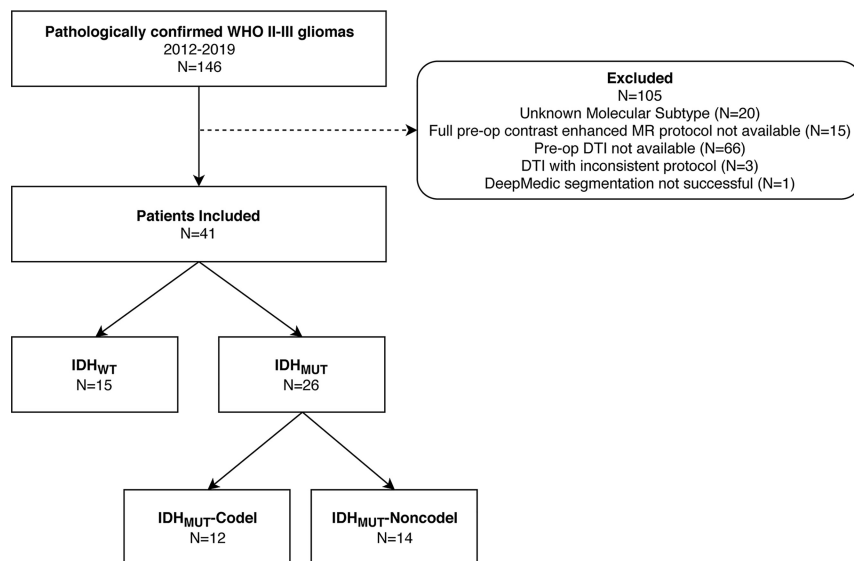 Pathologically confirmed WHO II-III gliomas
2012-2019
N=146
Excluded
N=105
Unknown Molecular Subtype (N=20)
Full pre-op contrast enhanced MR protocol not available (N=15)
Pre-op DTI not available (N=66)
DTI with inconsistent protocol (N=3)
DeepMedic segmentation not successful (N=1)
Patients Included
N=41
IDHWT
N=15
IDHMUT
N=26
IDHMUT-Codel
N=12
IDHMUT-Noncodel
N=14